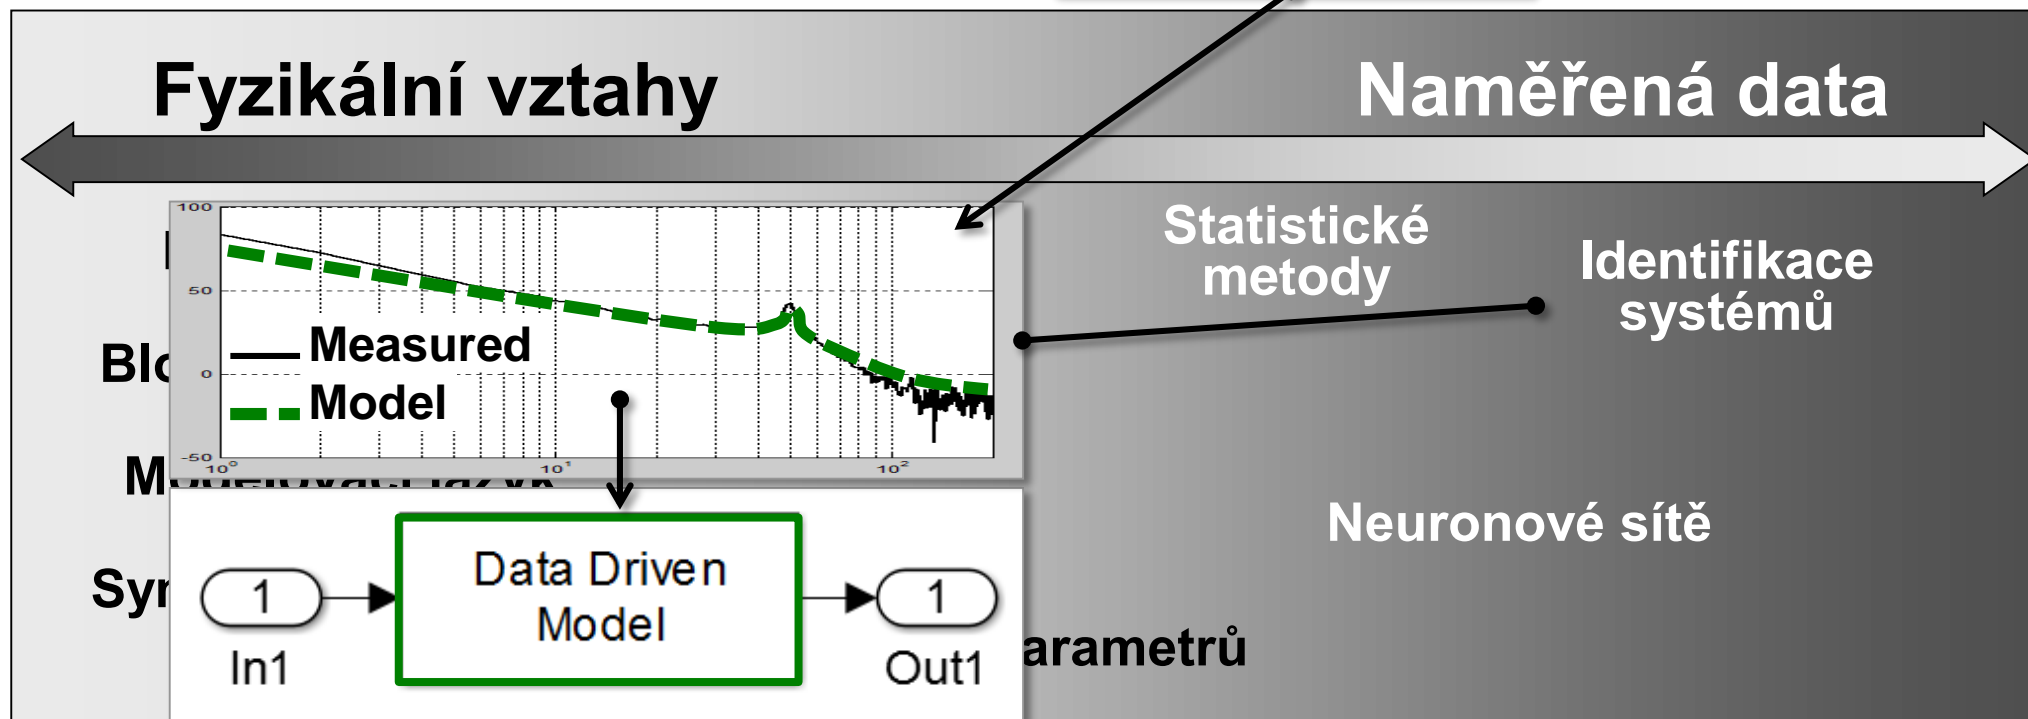 Fyzikální vztahy
Naměřená data
Statistické
metody
Identifikace
systémů
Neuronové sítě
100
50
0
-50
10⁰
10¹
10²
Measured
Model
Data Driven
Model
1
In1
1
Out1